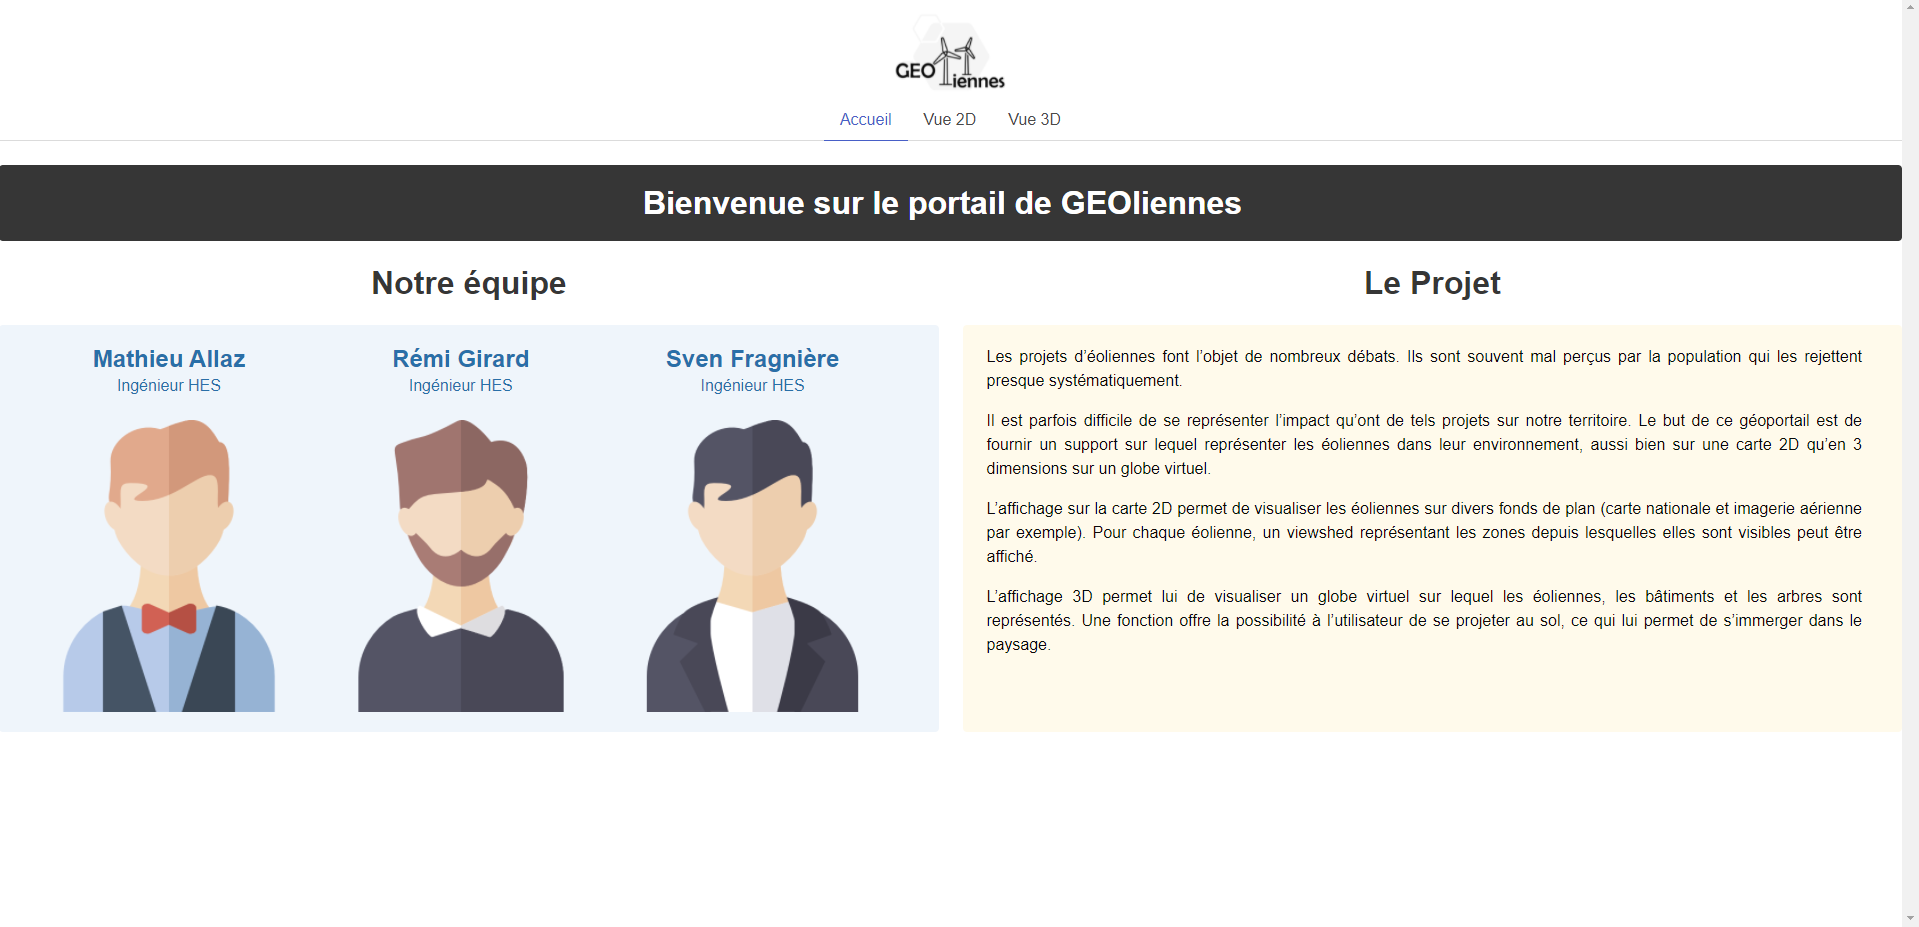 GEO
iennes
Accueil Vue 2D Vue 3D
Bienvenue sur le portail de GEOliennes
Notre équipe
Mathieu Allaz
Ingénieur HES
Rémi Girard
Ingénieur HES
Sven Fragnière
Ingénieur HES
Le Projet
Les projets d’éoliennes font l’objet de nombreux débats. Ils sont souvent mal perçus par la population qui les rejettent
presque systématiquement.
Il est parfois difficile de se représenter l’impact qu’ont de tels projets sur notre territoire. Le but de ce géoportail est de
fournir un support sur lequel représenter les éoliennes dans leur environnement, aussi bien sur une carte 2D qu’en 3
dimensions sur un globe virtuel.
L’affichage sur la carte 2D permet de visualiser les éoliennes sur divers fonds de plan (carte nationale et imagerie aérienne
par exemple). Pour chaque éolienne, un viewshed représentant les zones depuis lesquelles elles sont visibles peut être
affiché.
L’affichage 3D permet lui de visualiser un globe virtuel sur lequel les éoliennes, les bâtiments et les arbres sont
représentés. Une fonction offre la possibilité à l’utilisateur de se projeter au sol, ce qui lui permet de s’immerger dans le
paysage.